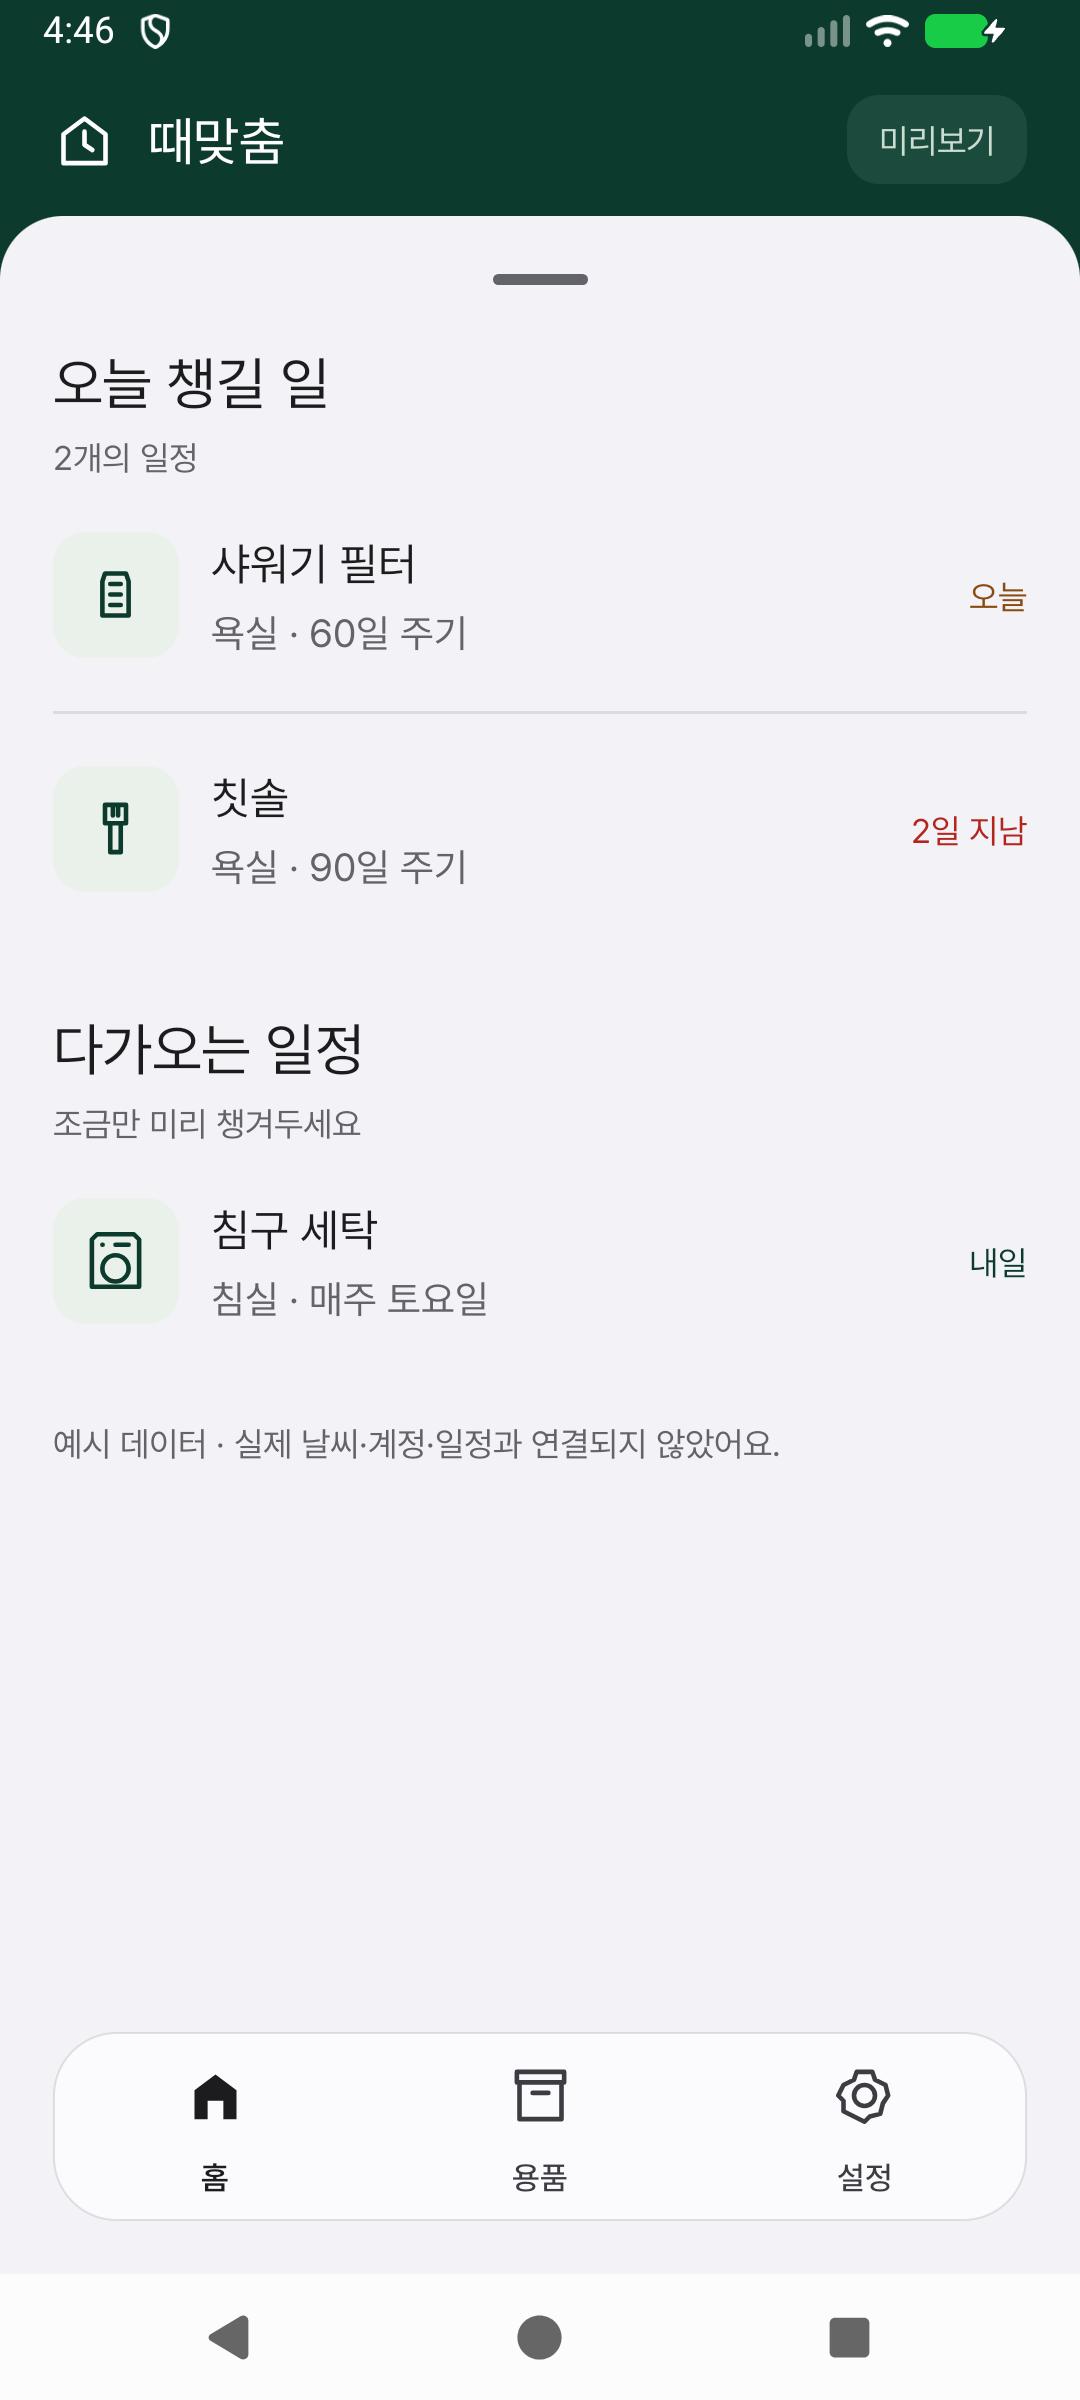 4:46
때맞춤
미리보기
오늘 챙길 일
2개의 일정
샤워기 필터
욕실 · 60일 주기
오늘
칫솔
욕실 · 90일 주기
2일 지남
다가오는 일정
조금만 미리 챙겨두세요
침구 세탁
침실 · 매주 토요일
내일
예시 데이터 · 실제 날씨·계정·일정과 연결되지 않았어요.
홈
용품
설정